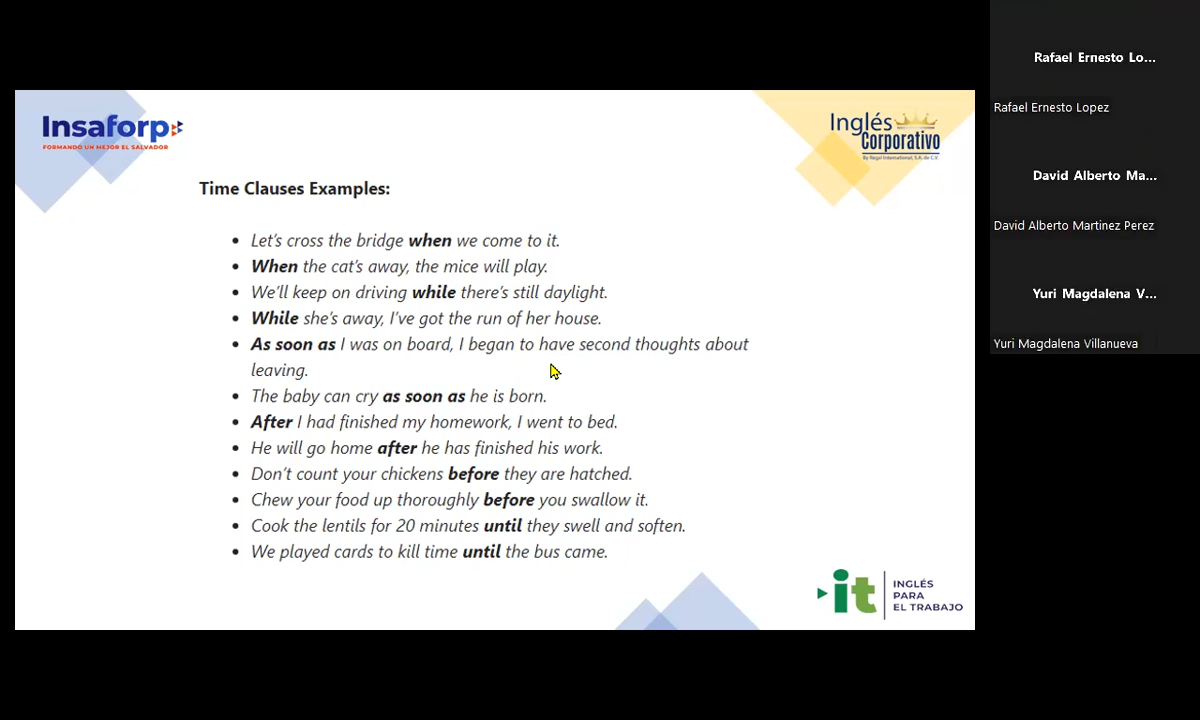 Insaforp
FORMANDO UN MEJOR EL SALVADOR
Inglés
Corporativo
By Regal International, S.A. de C.V.
Time Clauses Examples:
• Let's cross the bridge when we come to it.
• When the cat's away, the mice will play.
• We'll keep on driving while there's still daylight.
• While she's away, I've got the run of her house.
• As soon as I was on board, I began to have second thoughts about
leaving.
• The baby can cry as soon as he is born.
• After I had finished my homework, I went to bed.
• He will go home after he has finished his work.
• Don't count your chickens before they are hatched.
• Chew your food up thoroughly before you swallow it.
• Cook the lentils for 20 minutes until they swell and soften.
• We played cards to kill time until the bus came.
it
INGLÉS
PARA
EL TRABAJO
Rafael Ernesto Lo...
Rafael Ernesto Lopez
David Alberto Ma...
David Alberto Martinez Perez
Yuri Magdalena V...
Yuri Magdalena Villanueva